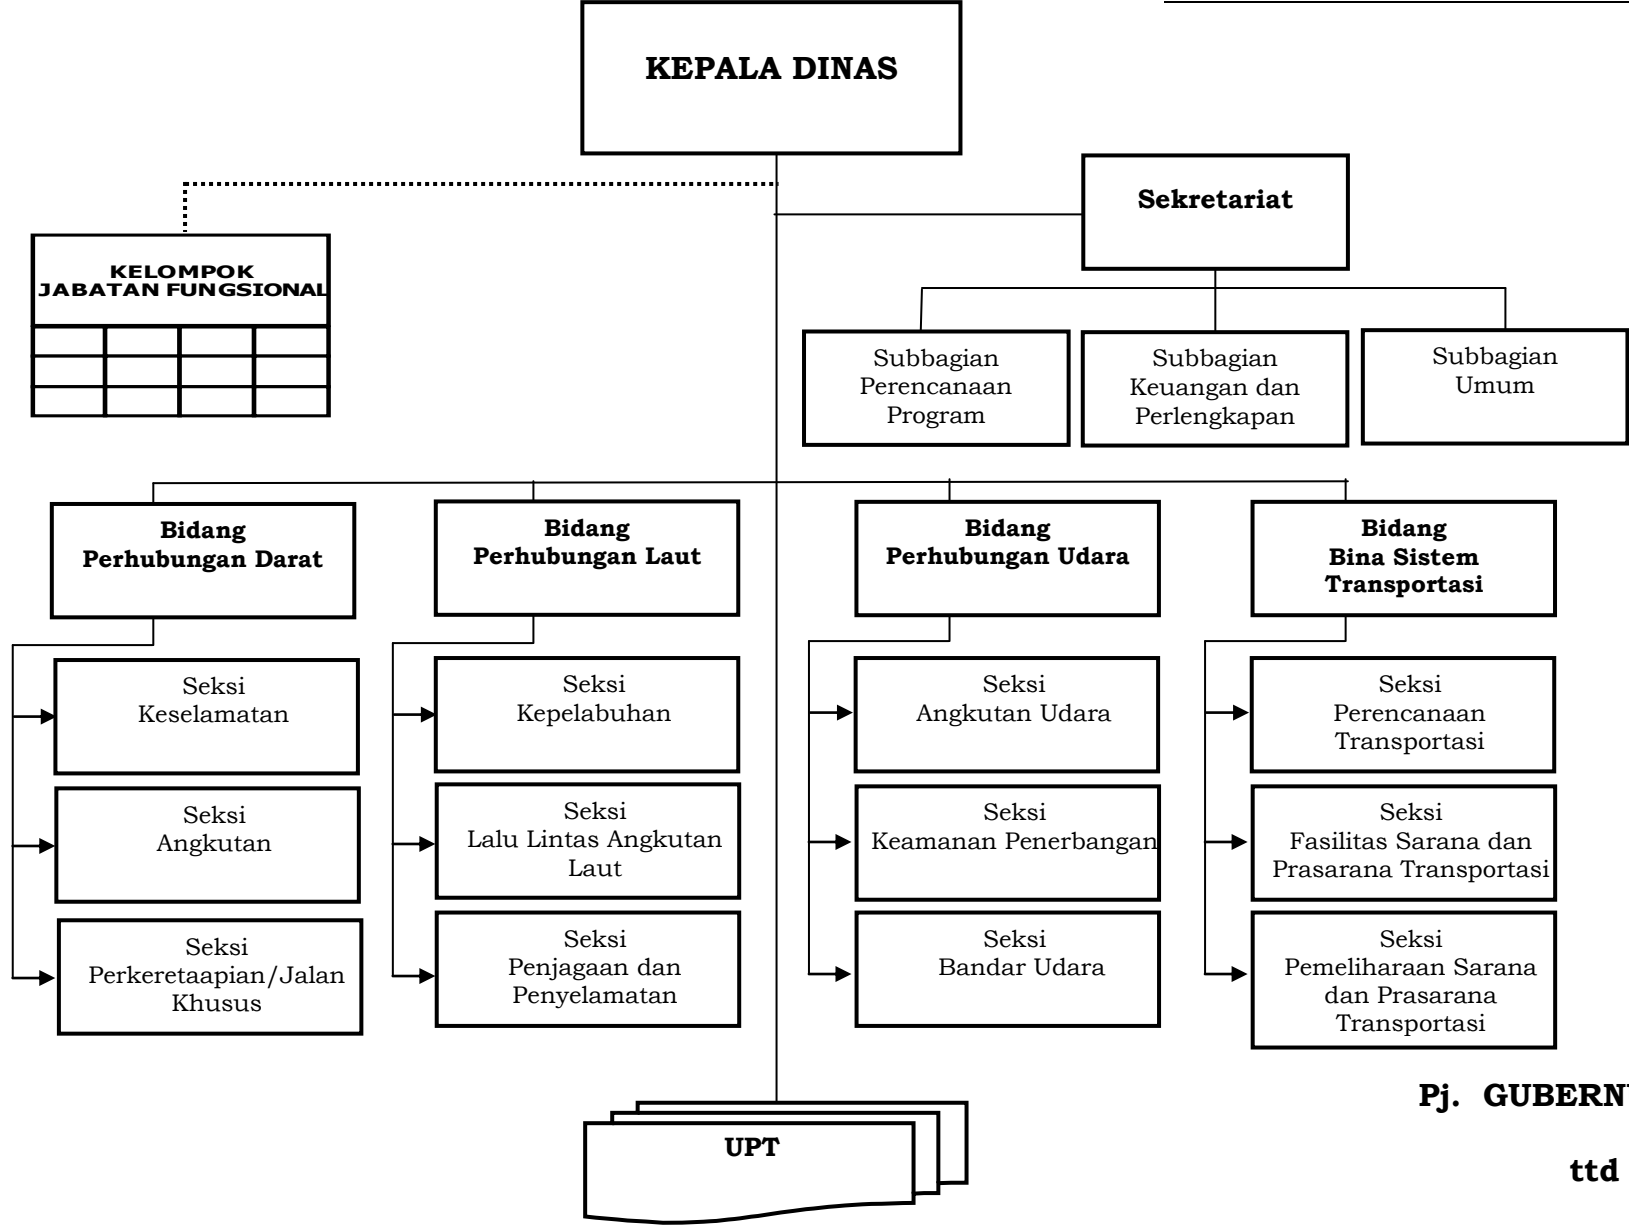 KEPALA DINAS
Sekretariat
KELOMPOK
JABATAN FUNGSIONAL
Subbagian
Perencanaan
Program
Subbagian
Keuangan dan
Perlengkapan
Subbagian
Umum
Bidang
Perhubungan Darat
Bidang
Perhubungan Laut
Bidang
Perhubungan Udara
Bidang
Bina Sistem
Transportasi
Seksi
Keselamatan
Seksi
Kepelabuhan
Seksi
Angkutan Udara
Seksi
Perencanaan
Transportasi
Seksi
Angkutan
Seksi
Lalu Lintas Angkutan
Laut
Seksi
Keamanan Penerbangan
Seksi
Fasilitas Sarana dan
Prasarana Transportasi
Seksi
Perkeretaapian/Jalan
Khusus
Seksi
Penjagaan dan
Penyelamatan
Seksi
Bandar Udara
Seksi
Pemeliharaan Sarana
dan Prasarana
Transportasi
Pj. GUBERN
UPT
ttd